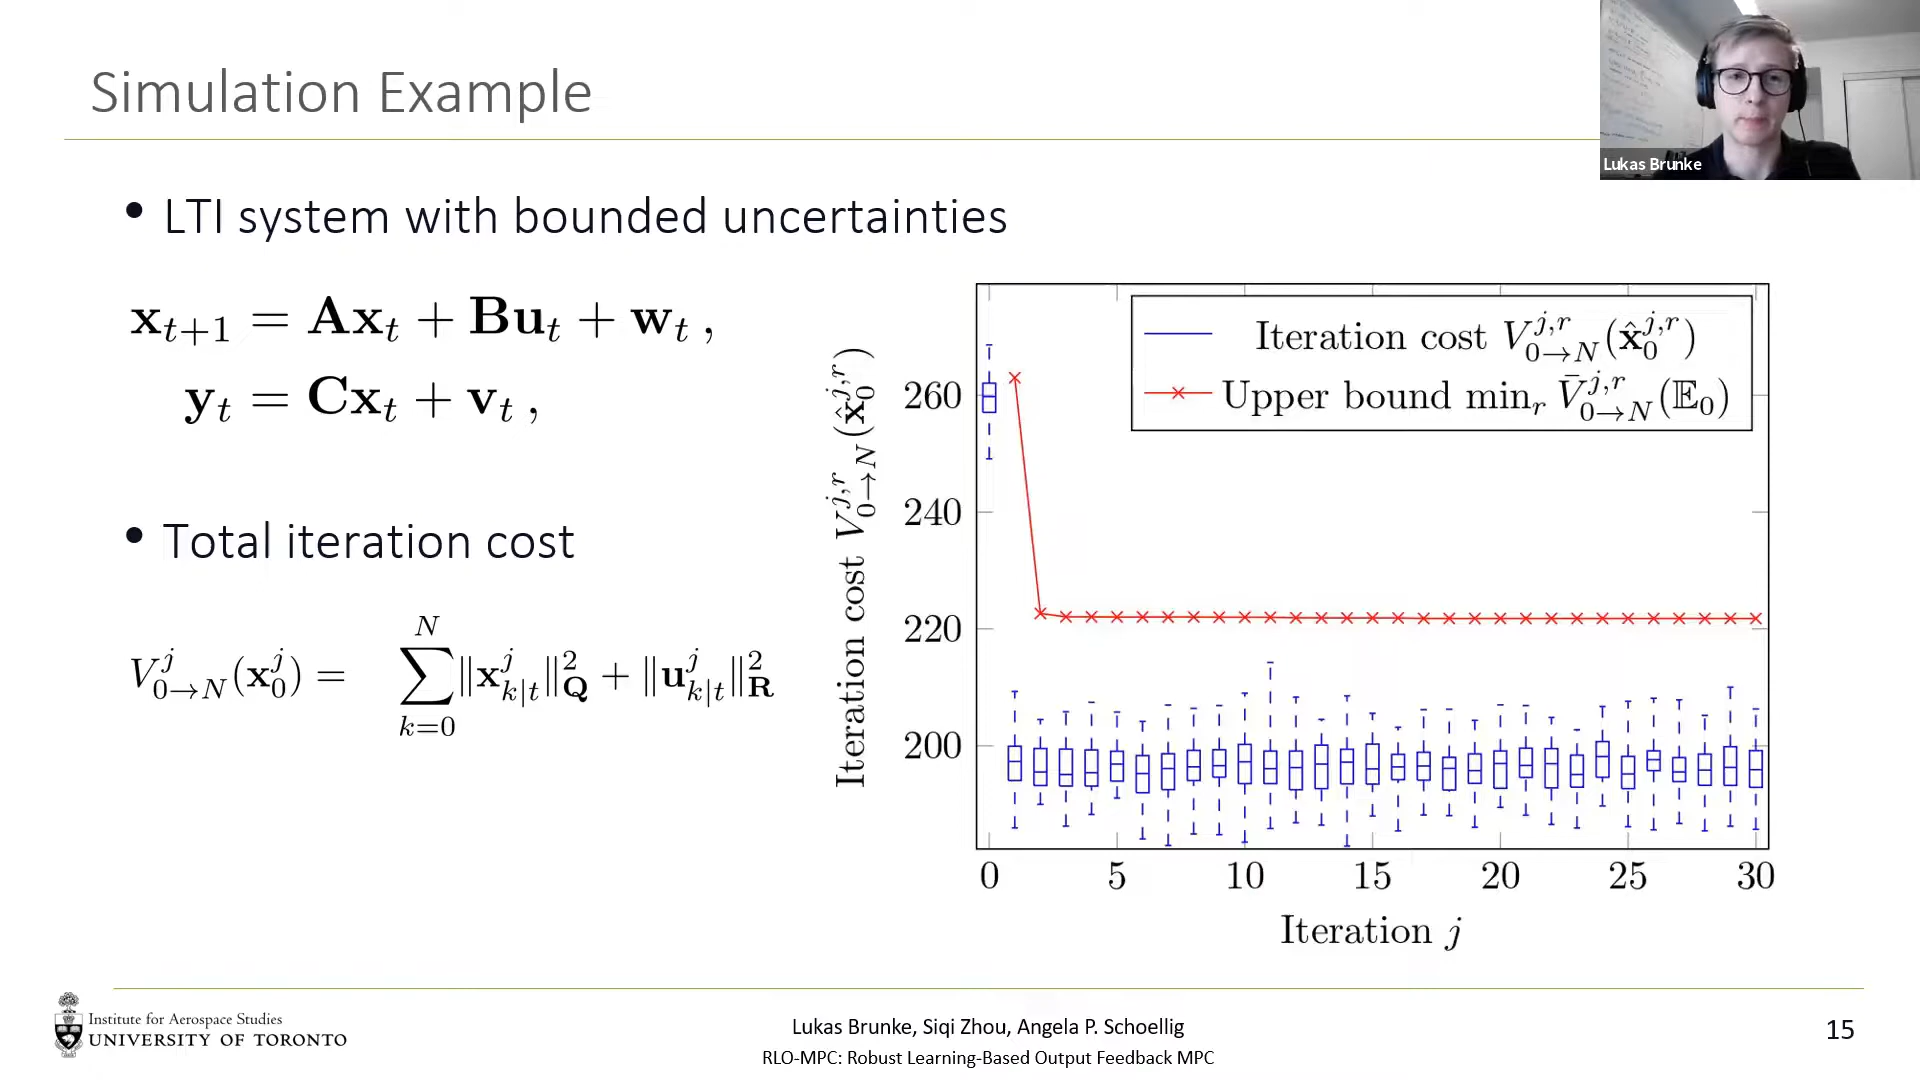 Simulation Example
Lukas Brunke
• LTI system with bounded uncertainties
𝐱_{t+1} = 𝐀𝐱_t + 𝐁𝐮_t + 𝐰_t ,
𝐲_t = 𝐂𝐱_t + 𝐯_t ,
• Total iteration cost
V^j_{0→N}(𝐱^j_0) = ∑_{k=0}^{N} ‖𝐱^j_{k|t}‖^2_𝐐 + ‖𝐮^j_{k|t}‖^2_𝐑
Iteration cost V^{j,r}_{0→N}(𝐱̂^{j,r}_0)
Upper bound min_r V̄^{j,r}_{0→N}(𝔼_0)
Iteration cost V^{j,r}_{0→N}(𝐱̂^{j,r}_0)
260
240
220
200
0 5 10 15 20 25 30
Iteration j
Institute for Aerospace Studies
UNIVERSITY OF TORONTO
Lukas Brunke, Siqi Zhou, Angela P. Schoellig
RLO-MPC: Robust Learning-Based Output Feedback MPC
15